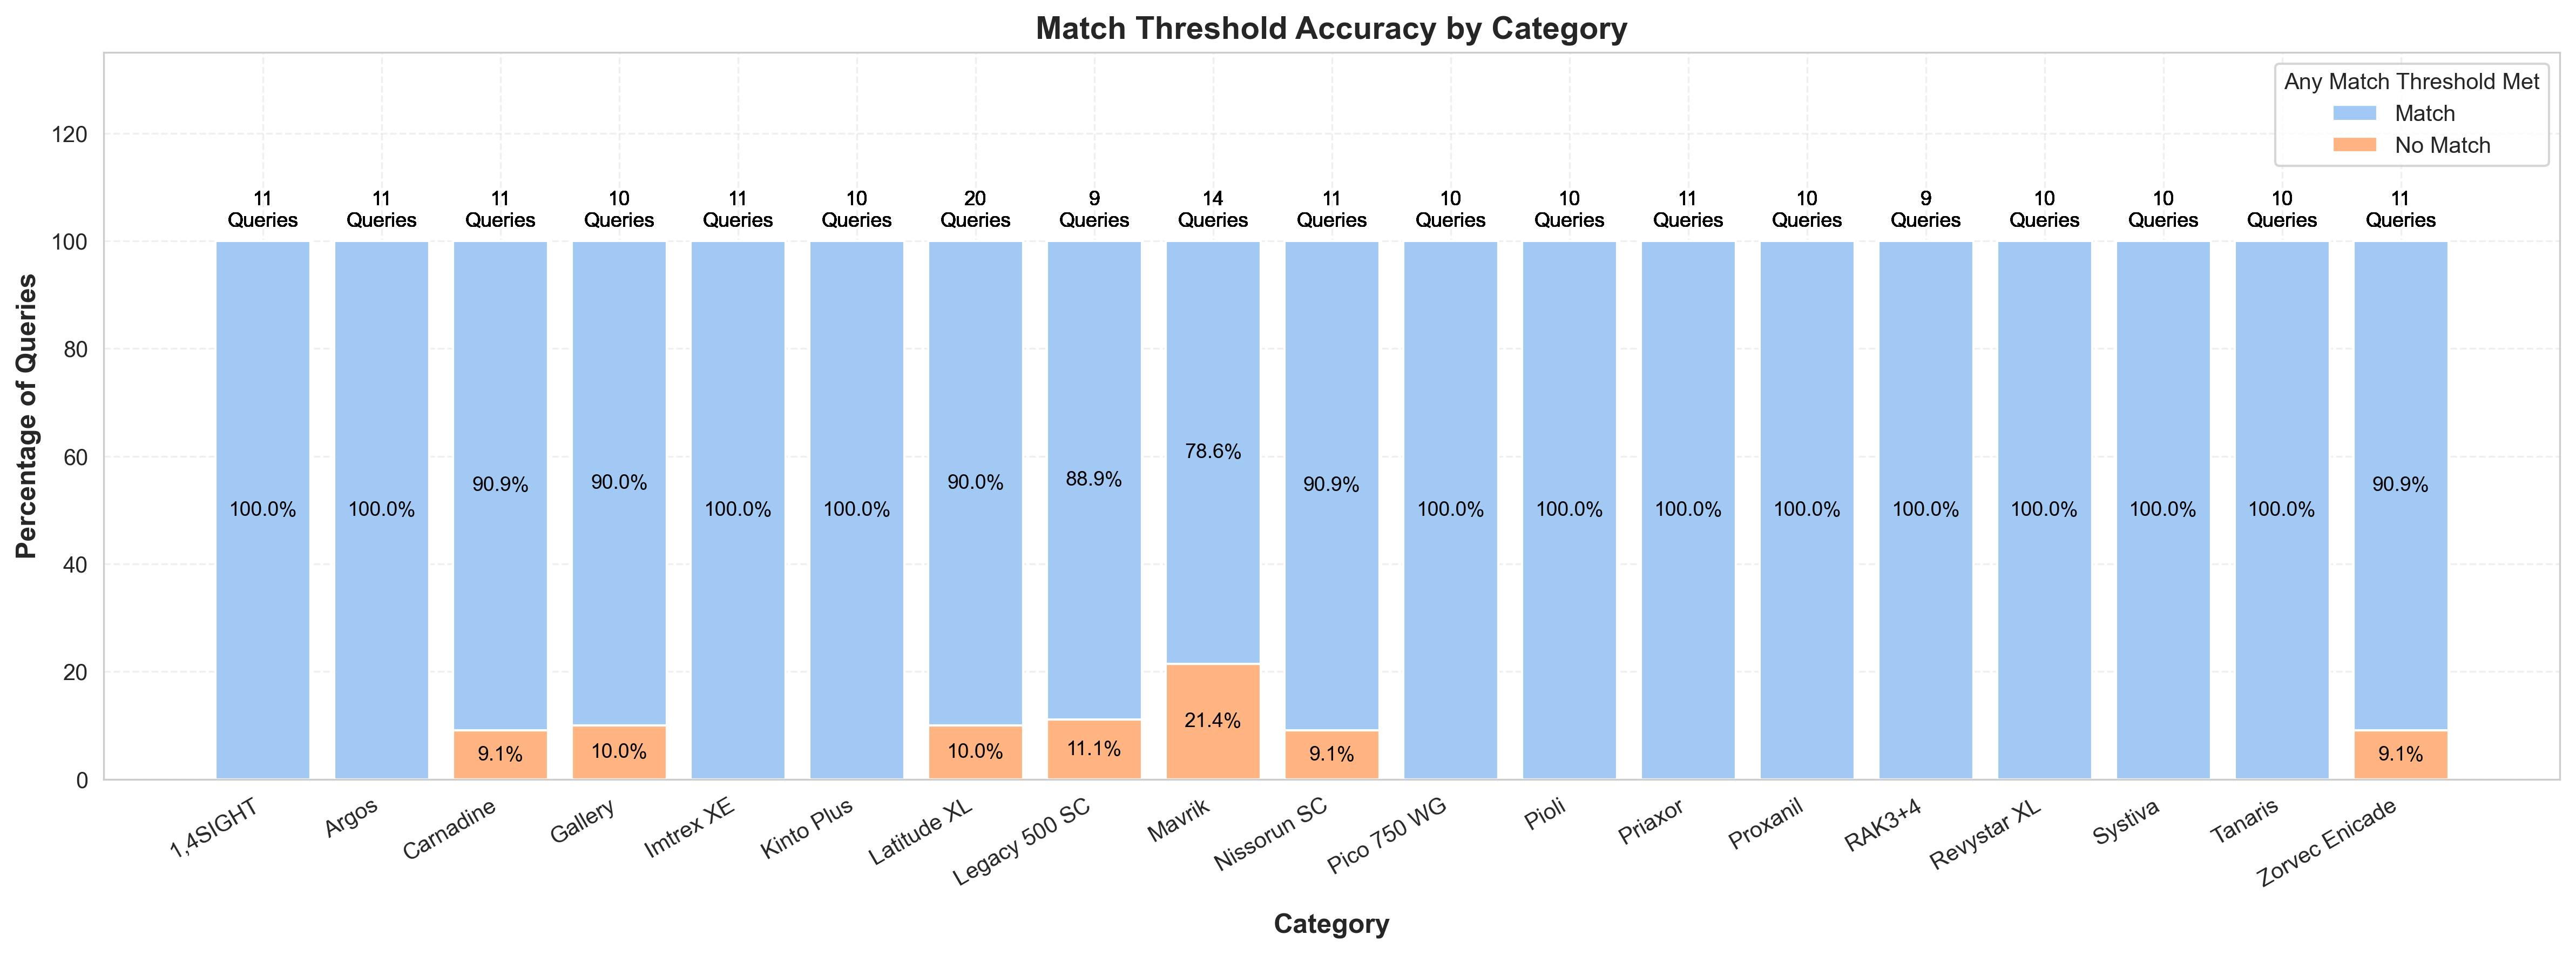 Match Threshold Accuracy by Category
Any Match Threshold Met
Match
No Match
Percentage of Queries
120
100
80
60
40
20
0
11
Queries
11
Queries
11
Queries
10
Queries
11
Queries
10
Queries
20
Queries
9
Queries
14
Queries
11
Queries
10
Queries
10
Queries
11
Queries
10
Queries
9
Queries
10
Queries
10
Queries
10
Queries
11
Queries
100.0%
100.0%
90.9%
9.1%
90.0%
10.0%
100.0%
100.0%
90.0%
10.0%
88.9%
11.1%
78.6%
21.4%
90.9%
9.1%
100.0%
100.0%
100.0%
100.0%
100.0%
100.0%
100.0%
100.0%
90.9%
9.1%
1,4SIGHT
Argos
Carnadine
Gallery
Imtrex XE
Kinto Plus
Latitude XL
Legacy 500 SC
Mavrik
Nissorun SC
Pico 750 WG
Pioli
Priaxor
Proxanil
RAK3+4
Revystar XL
Systiva
Tanaris
Zorvec Enicade
Category